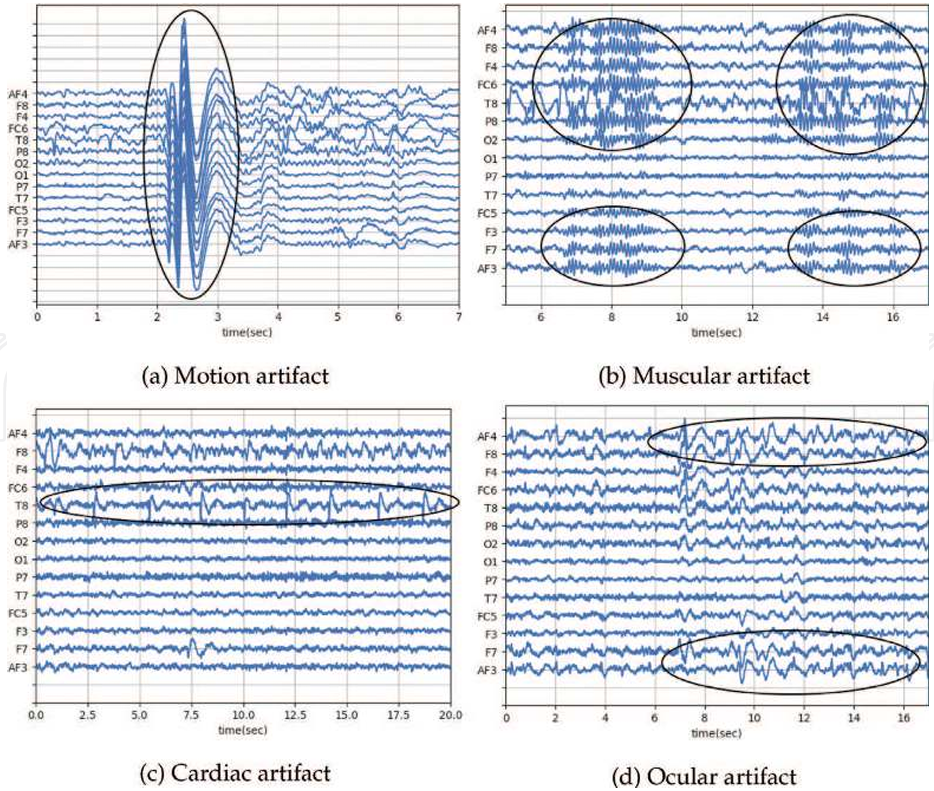 AF4
F8
F4
FC6
T8
P8
O2
O1
P7
T7
FC5
F3
F7
AF3
0 1 2 3 4 5 6 7
time(sec)
(a) Motion artifact
AF4
F8
F4
FC6
T8
P8
O2
O1
P7
T7
FC5
F3
F7
AF3
6 8 10 12 14 16
time(sec)
(b) Muscular artifact
AF4
F8
F4
FC6
T8
P8
O2
O1
P7
T7
FC5
F3
F7
AF3
0.0 2.5 5.0 7.5 10.0 12.5 15.0 17.5 20.0
time(sec)
(c) Cardiac artifact
AF4
F8
F4
FC6
T8
P8
O2
O1
P7
T7
FC5
F3
F7
AF3
0 2 4 6 8 10 12 14 16
time(sec)
(d) Ocular artifact